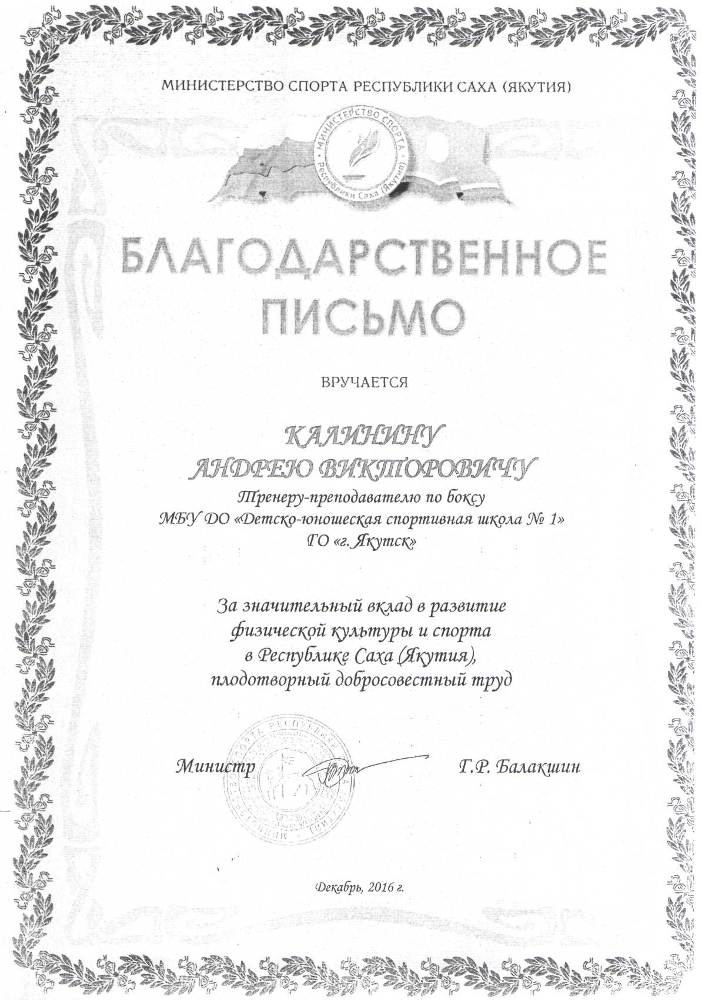 МИНИСТЕРСТВО СПОРТА РЕСПУБЛИКИ САХА (ЯКУТИЯ)
МИНИСТЕРСТВО СПОРТА
Республики Саха (Якутия)
БЛАГОДАРСТВЕННОЕ
ПИСЬМО
ВРУЧАЕТСЯ
КАЛИНИНУ
АНДРЕЮ ВИКТОРОВИЧУ
Тренеру-преподавателю по боксу
МБУ ДО «Детско-юношеская спортивная школа № 1»
ГО «г. Якутск»
За значительный вклад в развитие
физической культуры и спорта
в Республике Саха (Якутия),
плодотворный добросовестный труд
Министр
Г.Р. Балакшин
Декабрь, 2016 г.